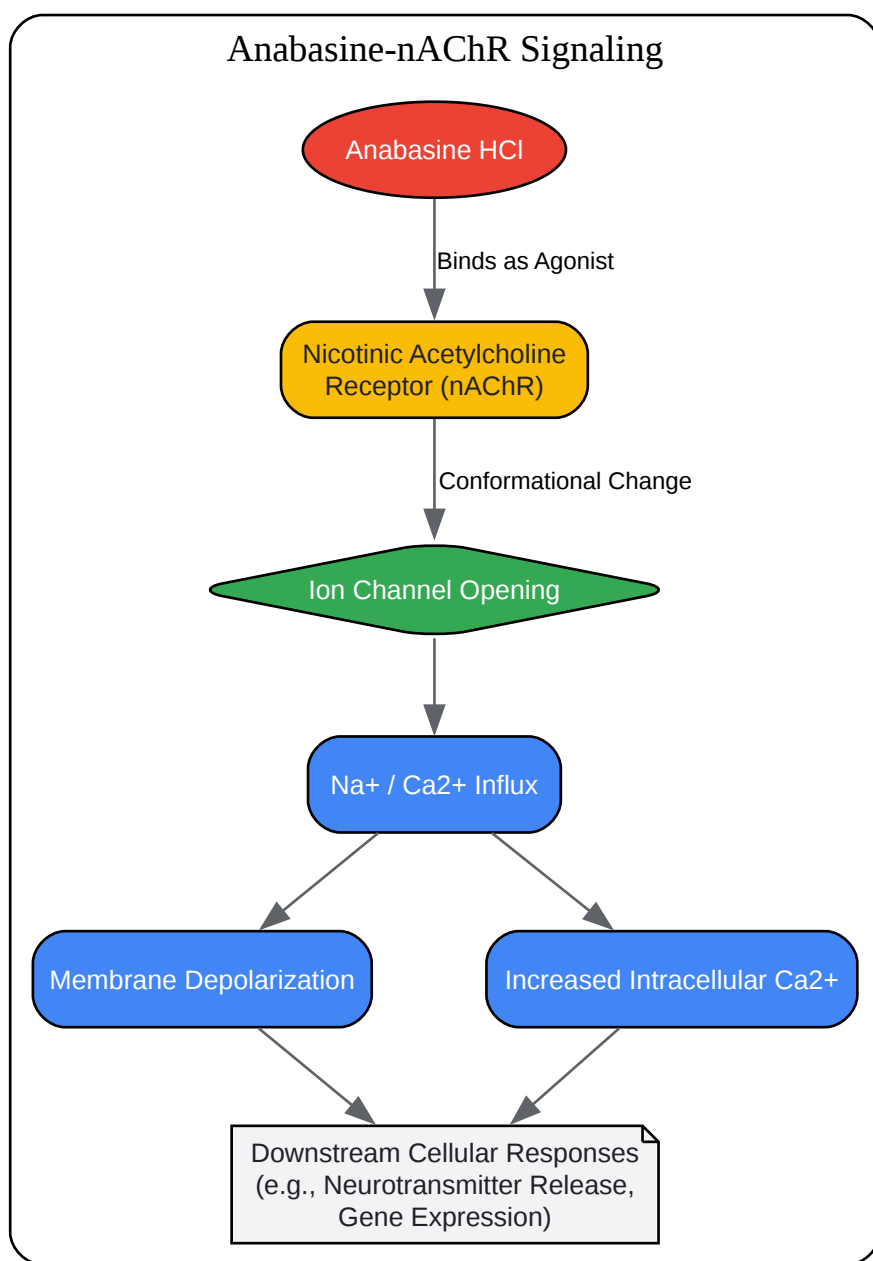 Anabasine-nAChR Signaling
Anabasine HCl
Binds as Agonist
Nicotinic Acetylcholine
Receptor (nAChR)
Conformational Change
Ion Channel Opening
Na+ / Ca2+ Influx
Membrane Depolarization
Increased Intracellular Ca2+
Downstream Cellular Responses
(e.g., Neurotransmitter Release,
Gene Expression)